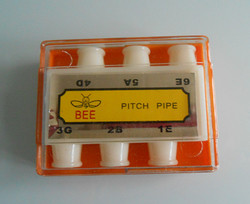 4D 5A 6E
PITCH PIPE
BEE
3G 2B 1E